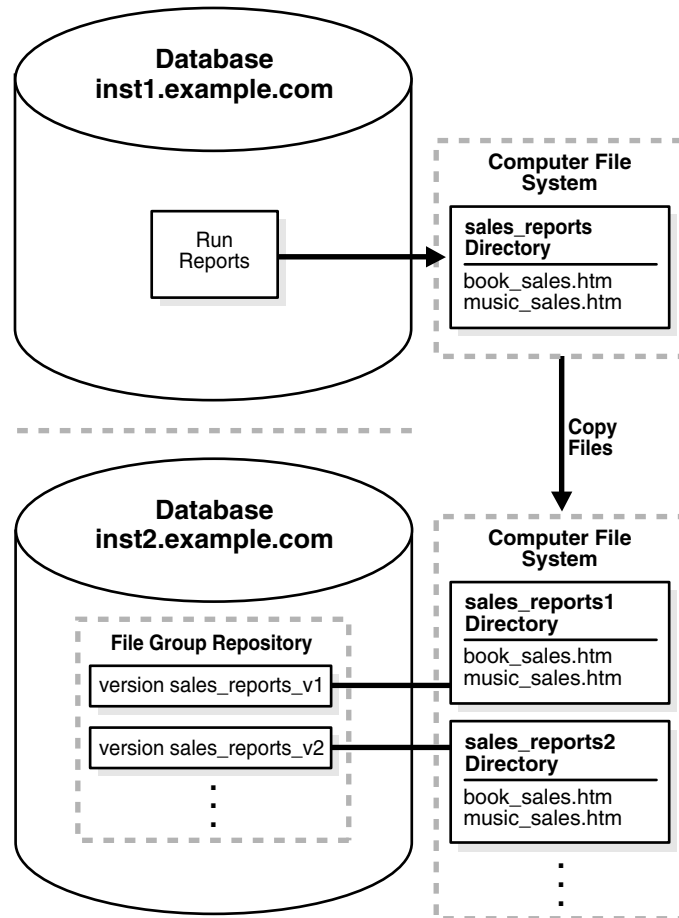 Database
inst1.example.com
Run
Reports
Computer File
System
sales_reports
Directory
book_sales.htm
music_sales.htm
Copy
Files
Database
inst2.example.com
File Group Repository
version sales_reports_v1
version sales_reports_v2
Computer File
System
sales_reports1
Directory
book_sales.htm
music_sales.htm
sales_reports2
Directory
book_sales.htm
music_sales.htm